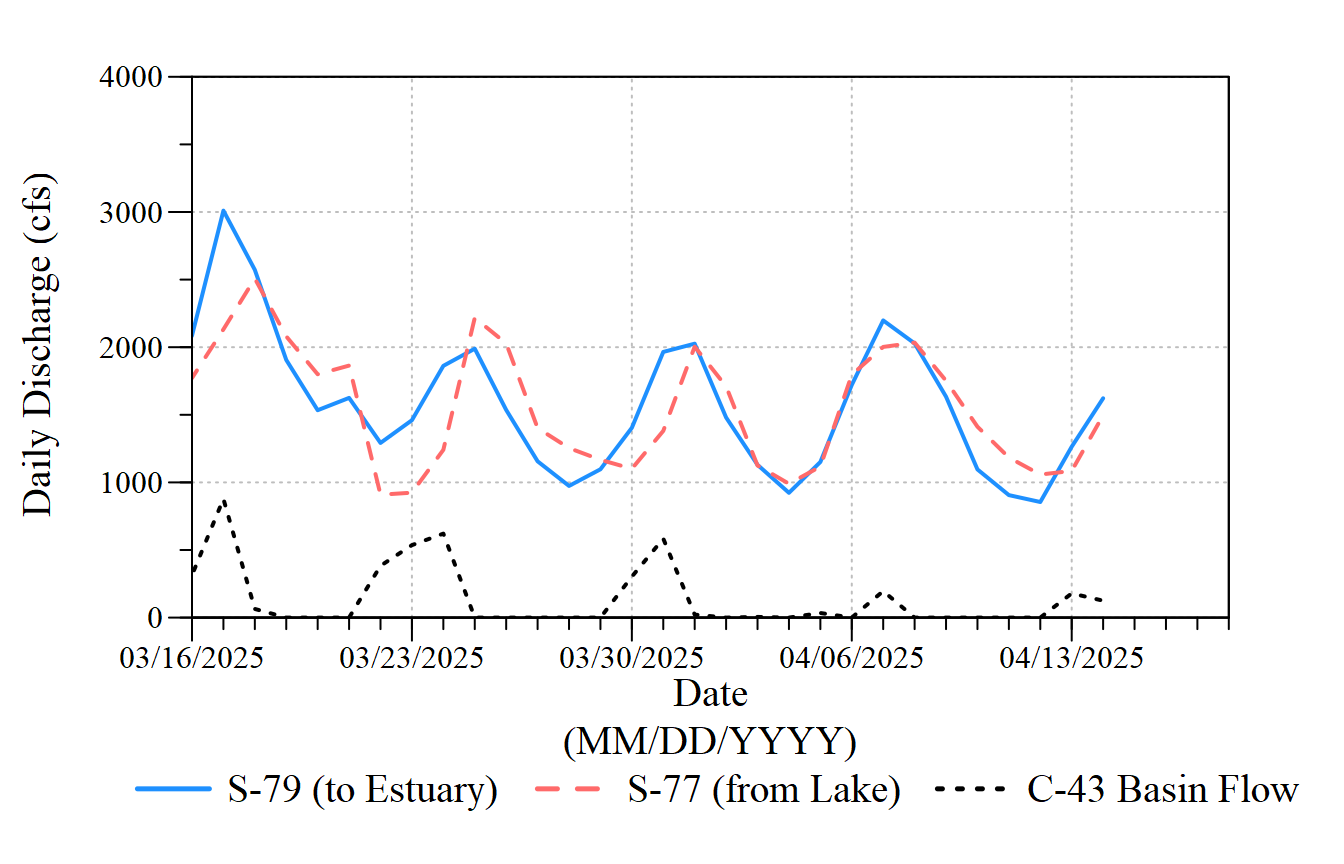 4000
3000
2000
1000
0
Daily Discharge (cfs)
03/16/2025 03/23/2025 03/30/2025 04/06/2025 04/13/2025
Date
(MM/DD/YYYY)
S-79 (to Estuary) S-77 (from Lake) C-43 Basin Flow